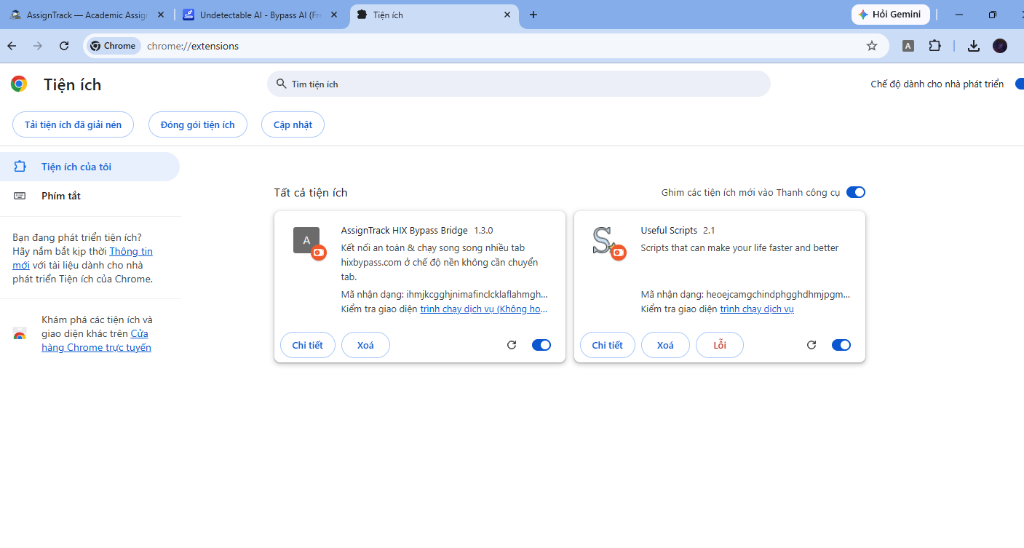 AssignTrack — Academic Assig
Undetectable AI - Bypass AI (Fr
Tiện ích
Hỏi Gemini
Chrome
chrome://extensions
A
Tiện ích
Tìm tiện ích
Chế độ dành cho nhà phát triển
Tải tiện ích đã giải nén
Đóng gói tiện ích
Cập nhật
Tiện ích của tôi
Phím tắt
Bạn đang phát triển tiện ích?
Hãy nắm bắt kịp thời Thông tin
mới với tài liệu dành cho nhà
phát triển Tiện ích của Chrome.
Khám phá các tiện ích và
giao diện khác trên Cửa
hàng Chrome trực tuyến
Tất cả tiện ích
Ghim các tiện ích mới vào Thanh công cụ
A
AssignTrack HIX Bypass Bridge 1.3.0
Kết nối an toàn & chạy song song nhiều tab
hixbypass.com ở chế độ nền không cần chuyển
tab.
Mã nhận dạng: ihmjkcgghjnimafinclcklaflahmgh...
Kiểm tra giao diện trình chạy dịch vụ (Không ho...
Chi tiết
Xoá
Useful Scripts 2.1
Scripts that can make your life faster and better
Mã nhận dạng: heoejcamgchindphgghdhmjpgm...
Kiểm tra giao diện trình chạy dịch vụ
Chi tiết
Xoá
Lỗi